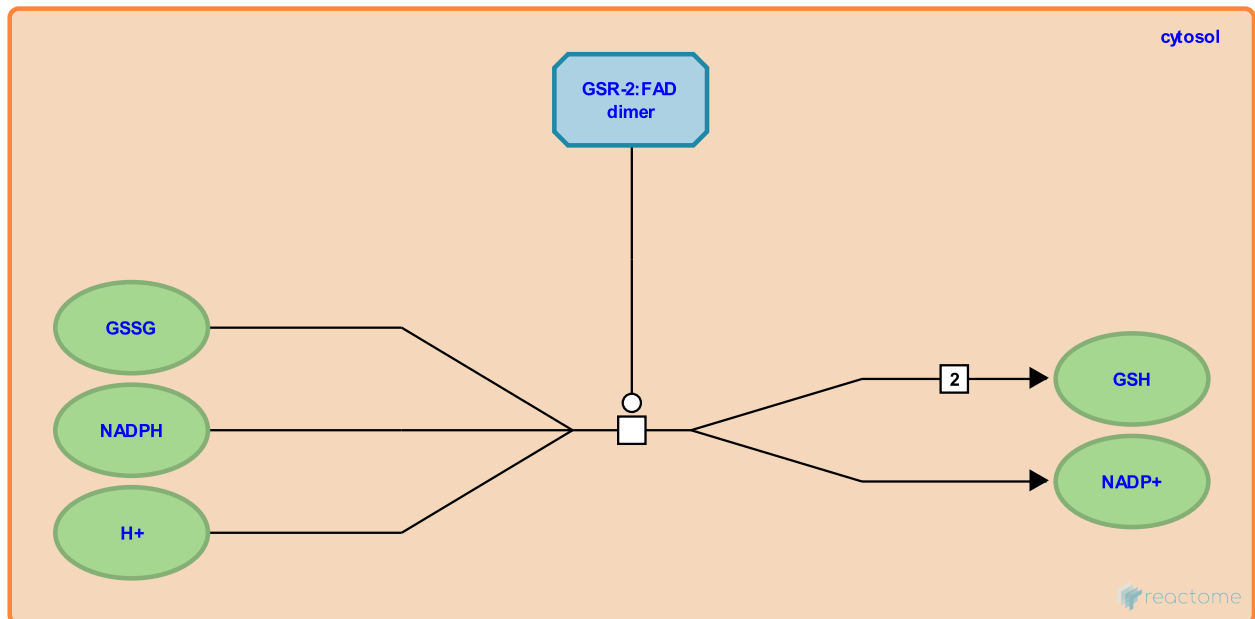 cytosol
GSR-2:FAD
dimer
GSSG
NADPH
H+
2
GSH
NADP+
reactome